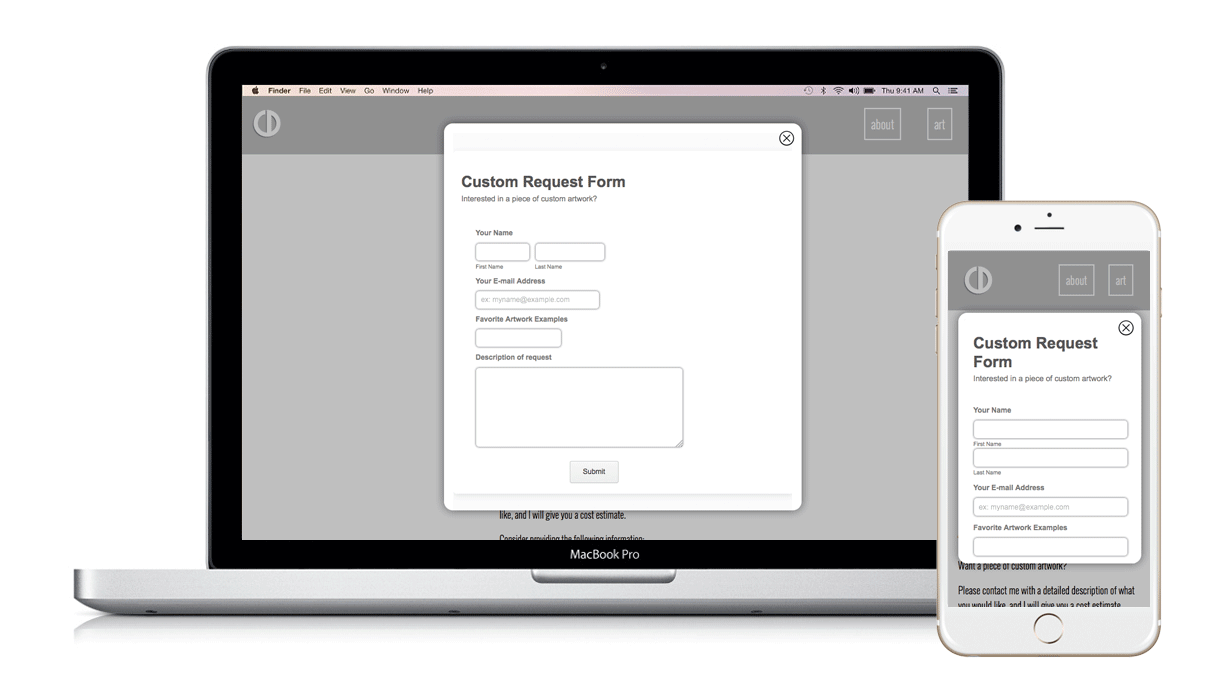 Finder File Edit View Go Window Help Thu 9:41 AM
about art
Custom Request Form
Interested in a piece of custom artwork?
Your Name
First Name Last Name
Your E-mail Address
ex: myname@example.com
Favorite Artwork Examples
Description of request
Submit
like, and I will give you a cost estimate.
Consider providing the following information:
MacBook Pro
about art
Custom Request
Form
Interested in a piece of custom artwork?
Your Name
First Name
Last Name
Your E-mail Address
ex: myname@example.com
Favorite Artwork Examples
Want a piece of custom artwork?
Please contact me with a detailed description of what
you would like, and I will give you a cost estimate